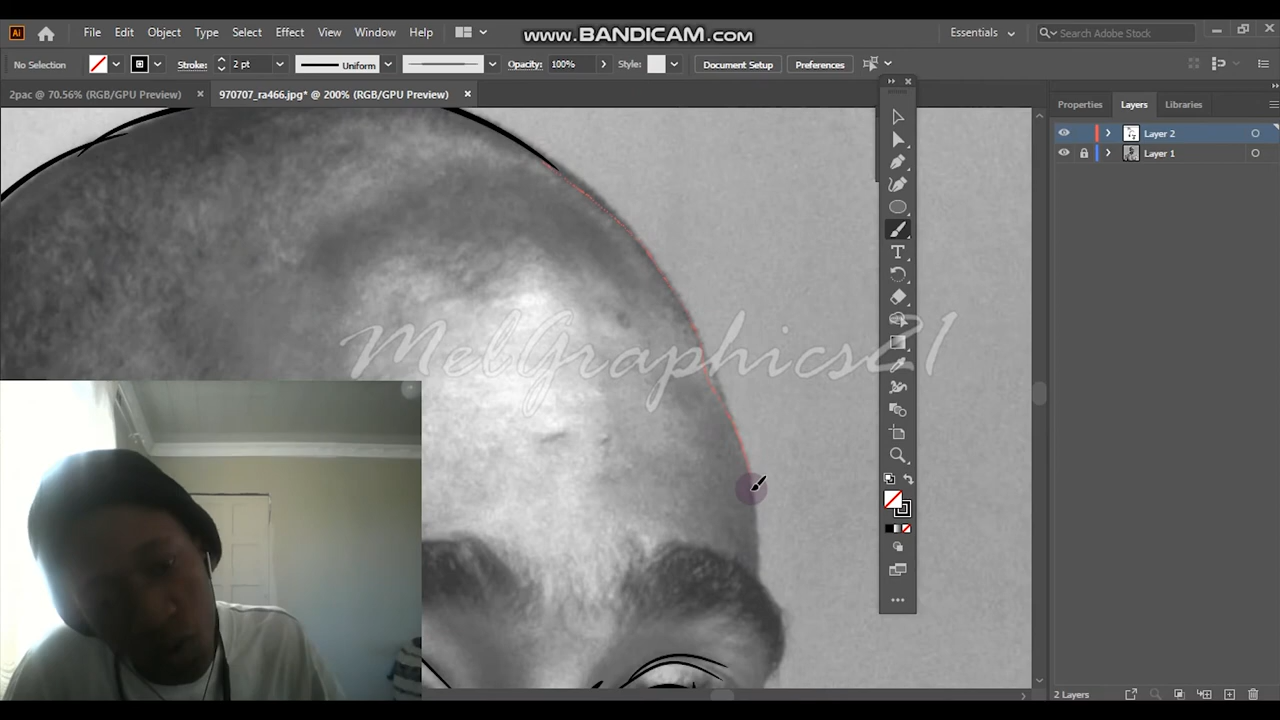 www.BANDICAM.com
Ai File Edit Object Type Select Effect View Window Help Essentials Search Adobe Stock
No Selection Stroke: 2 pt Uniform Opacity: 100% Style: Document Setup Preferences
2pac @ 70.56% (RGB/GPU Preview) × 970707_ra466.jpg* @ 200% (RGB/GPU Preview) ×
Properties Layers Libraries
Layer 2
Layer 1
MelGraphics21
2 Layers